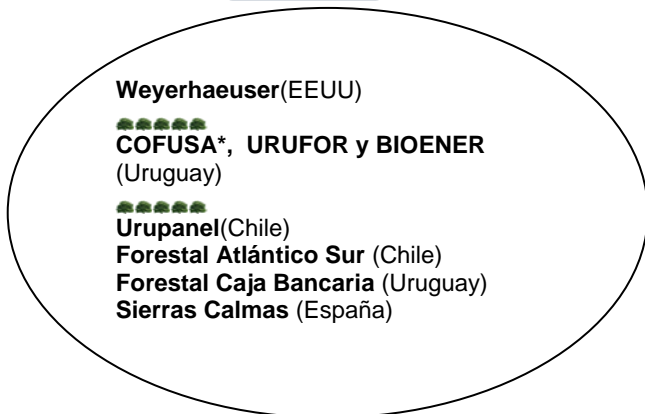 Weyerhaeuser(EEUU)
COFUSA*, URUFOR y BIOENER
(Uruguay)
Urupanel(Chile)
Forestal Atlántico Sur (Chile)
Forestal Caja Bancaria (Uruguay)
Sierras Calmas (España)